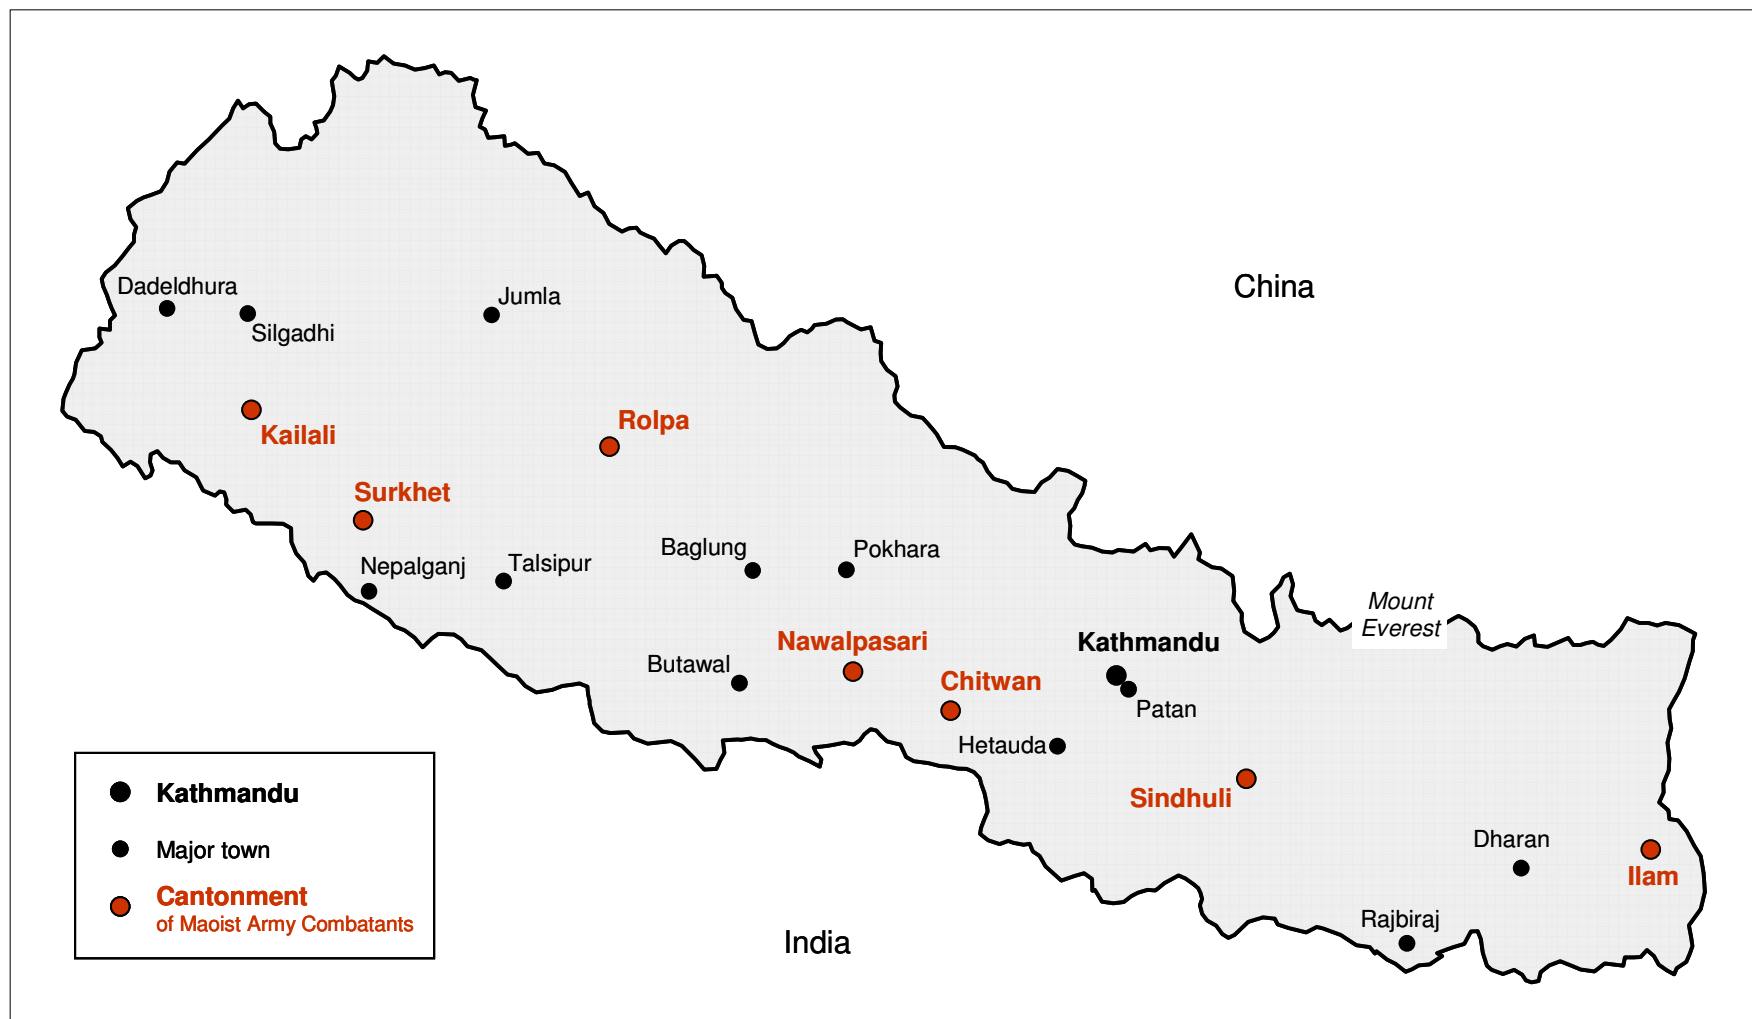 China
Dadeldhura
Jumla
Silgadhi
Rolpa
Kailali
Surkhet
Baglung
Pokhara
Nepalganj
Talsipur
Mount
Everest
Nawalpasari
Kathmandu
Butawal
Chitwan
Patan
Hetauda
Sindhuli
Dharan
Ilam
Rajbiraj
India
Kathmandu
Major town
Cantonment
of Maoist Army Combatants